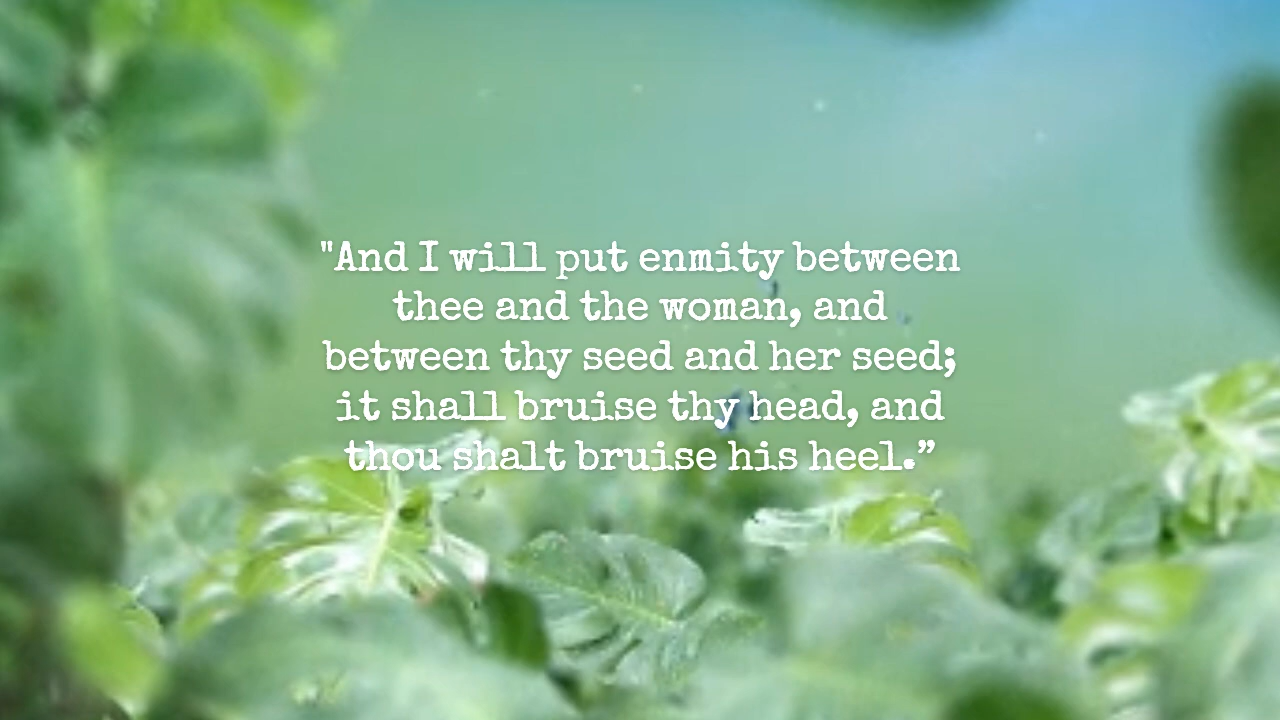 "And I will put enmity between
thee and the woman, and
between thy seed and her seed;
it shall bruise thy head, and
thou shalt bruise his heel.”